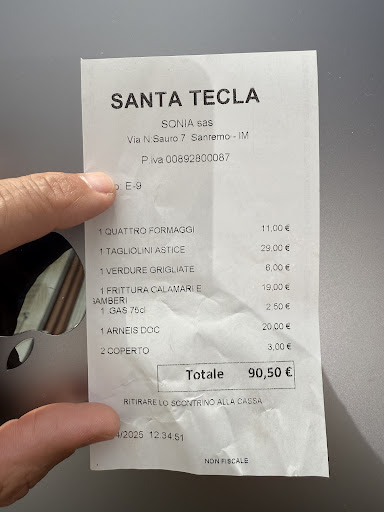 SANTA TECLA
SONIA sas
Via N.Sauro 7 Sanremo - IM
P.iva 00892800087
E-9
1 QUATTRO FORMAGGI 11,00 €
1 TAGLIOLINI ASTICE 29,00 €
1 VERDURE GRIGLIATE 6,00 €
1 FRITTURA CALAMARI E 19,00 €
GAMBERI
1 .GAS 75cl 2,50 €
1 ARNEIS DOC 20,00 €
2 COPERTO 3,00 €
Totale 90,50 €
RITIRARE LO SCONTRINO ALLA CASSA
4/2025 12.34.51
NON FISCALE